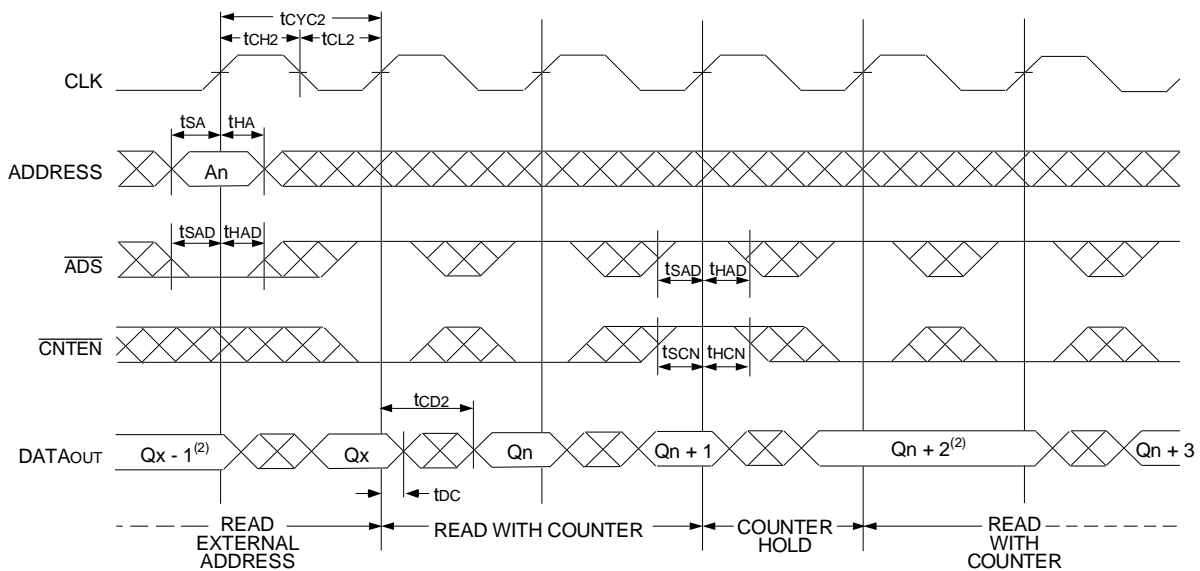 tCYC2
tCH2 tCL2
CLK
tSA tHA
ADDRESS An
tSAD tHAD
ADS
tSAD tHAD
CNTEN
tSCN tHCN
tCD2
DATAOUT Qx - 1(2) Qx Qn Qn + 1 Qn + 2(2) Qn + 3
tDC
READ EXTERNAL ADDRESS
READ WITH COUNTER
COUNTER HOLD
READ WITH COUNTER